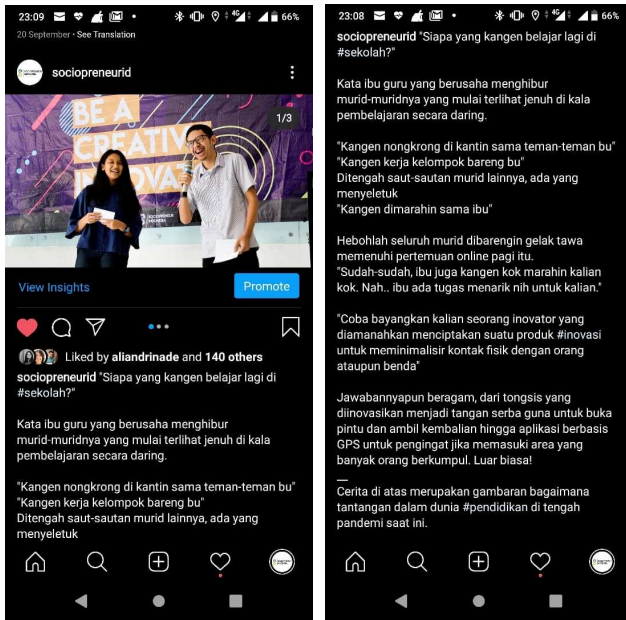 23:09
4G
66%
20 September • See Translation
sociopreneurid
1/3
BE A
CREATIVE
INNOVAT
View Insights
Promote
Liked by aliandrinade and 140 others
sociopreneurid "Siapa yang kangen belajar lagi di
#sekolah?"
Kata ibu guru yang berusaha menghibur
murid-muridnya yang mulai terlihat jenuh di kala
pembelajaran secara daring.
"Kangen nongkrong di kantin sama teman-teman bu"
"Kangen kerja kelompok bareng bu"
Ditengah saut-sautan murid lainnya, ada yang
menyeletuk
23:08
4G
66%
sociopreneurid "Siapa yang kangen belajar lagi di
#sekolah?"
Kata ibu guru yang berusaha menghibur
murid-muridnya yang mulai terlihat jenuh di kala
pembelajaran secara daring.
"Kangen nongkrong di kantin sama teman-teman bu"
"Kangen kerja kelompok bareng bu"
Ditengah saut-sautan murid lainnya, ada yang
menyeletuk
"Kangen dimarahin sama ibu"
Hebohlah seluruh murid dibarengin gelak tawa
memenuhi pertemuan online pagi itu.
"Sudah-sudah, ibu juga kangen kok marahin kalian
kok. Nah.. ibu ada tugas menarik nih untuk kalian."
"Coba bayangkan kalian seorang inovator yang
diamanahkan menciptakan suatu produk #inovasi
untuk meminimalisir kontak fisik dengan orang
ataupun benda"
Jawabannyapun beragam, dari tongsis yang
diinovasikan menjadi tangan serba guna untuk buka
pintu dan ambil kembalian hingga aplikasi berbasis
GPS untuk pengingat jika memasuki area yang
banyak orang berkumpul. Luar biasa!
__
Cerita di atas merupakan gambaran bagaimana
tantangan dalam dunia #pendidikan di tengah
pandemi saat ini.